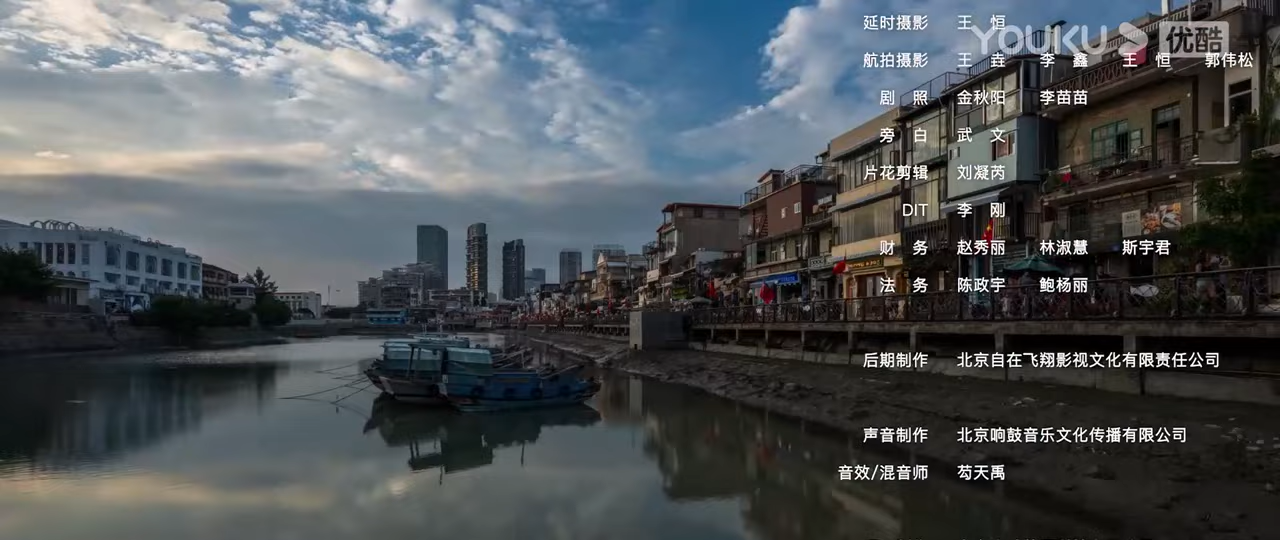 YOUKU 优酷
延时摄影 王 恒
航拍摄影 王 垚 李 鑫 王 恒 郭伟松
剧 照 金秋阳 李苗苗
旁 白 武 文
片花剪辑 刘凝芮
DIT 李 刚
财 务 赵秀丽 林淑慧 斯宇君
法 务 陈政宇 鲍杨丽
后期制作 北京自在飞翔影视文化有限责任公司
声音制作 北京响鼓音乐文化传播有限公司
音效/混音师 芶天禹